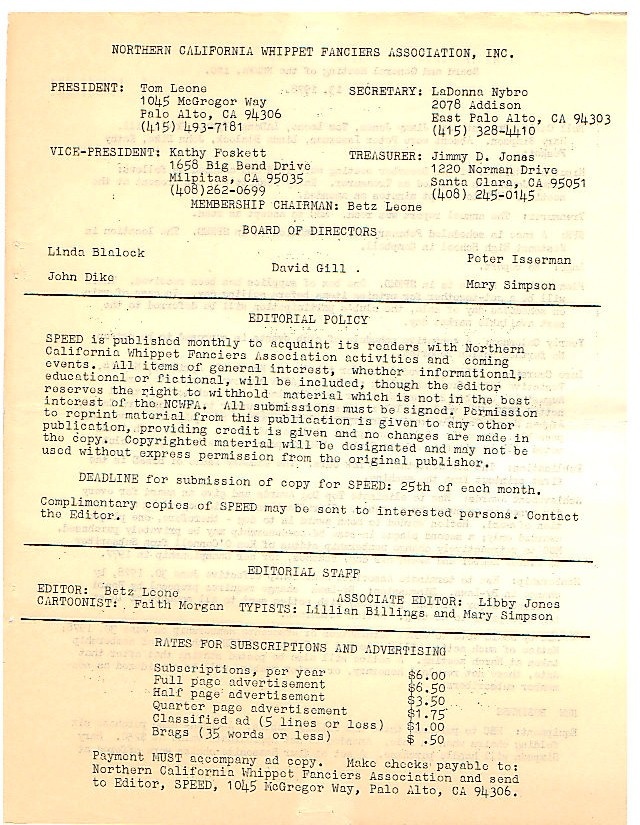 NORTHERN CALIFORNIA WHIPPET FANCIERS ASSOCIATION, INC.
PRESIDENT: Tom Leone
1045 McGregor Way
Palo Alto, CA 94306
(415) 493-7181
SECRETARY: LaDonna Nybro
2078 Addison
East Palo Alto, CA 94303
(415) 328-4410
VICE-PRESIDENT: Kathy Foskett
1658 Big Bend Drive
Milpitas, CA 95035
(408)262-0699
TREASURER: Jimmy D. Jones
1220 Norman Drive
Santa Clara, CA 95051
(408) 245-0145
MEMBERSHIP CHAIRMAN: Betz Leone
BOARD OF DIRECTORS
Linda Blalock
Peter Isserman
David Gill .
John Dike
Mary Simpson
EDITORIAL POLICY
SPEED is published monthly to acquaint its readers with Northern
California Whippet Fanciers Association activities and coming
events. All items of general interest, whether informational,
educational or fictional, will be included, though the editor
reserves the right to withhold material which is not in the best
interest of the NCWFA. All submissions must be signed. Permission
to reprint material from this publication is given to any other
publication, providing credit is given and no changes are made in
the copy. Copyrighted material will be designated and may not be
used without express permission from the original publisher.
DEADLINE for submission of copy for SPEED: 25th of each month.
Complimentary copies of SPEED may be sent to interested persons. Contact
the Editor.
EDITORIAL STAFF
EDITOR: Betz Leone ASSOCIATE EDITOR: Libby Jones
CARTOONIST: Faith Morgan TYPISTS: Lillian Billings and Mary Simpson
RATES FOR SUBSCRIPTIONS AND ADVERTISING
Subscriptions, per year $6.00
Full page advertisement $6.50
Half page advertisement $3.50
Quarter page advertisement $1.75
Classified ad (5 lines or less) $1.00
Brags (35 words or less) $ .50
Payment MUST accompany ad copy. Make checks payable to:
Northern California Whippet Fanciers Association and send
to Editor, SPEED, 1045 McGregor Way, Palo Alto, CA 94306.